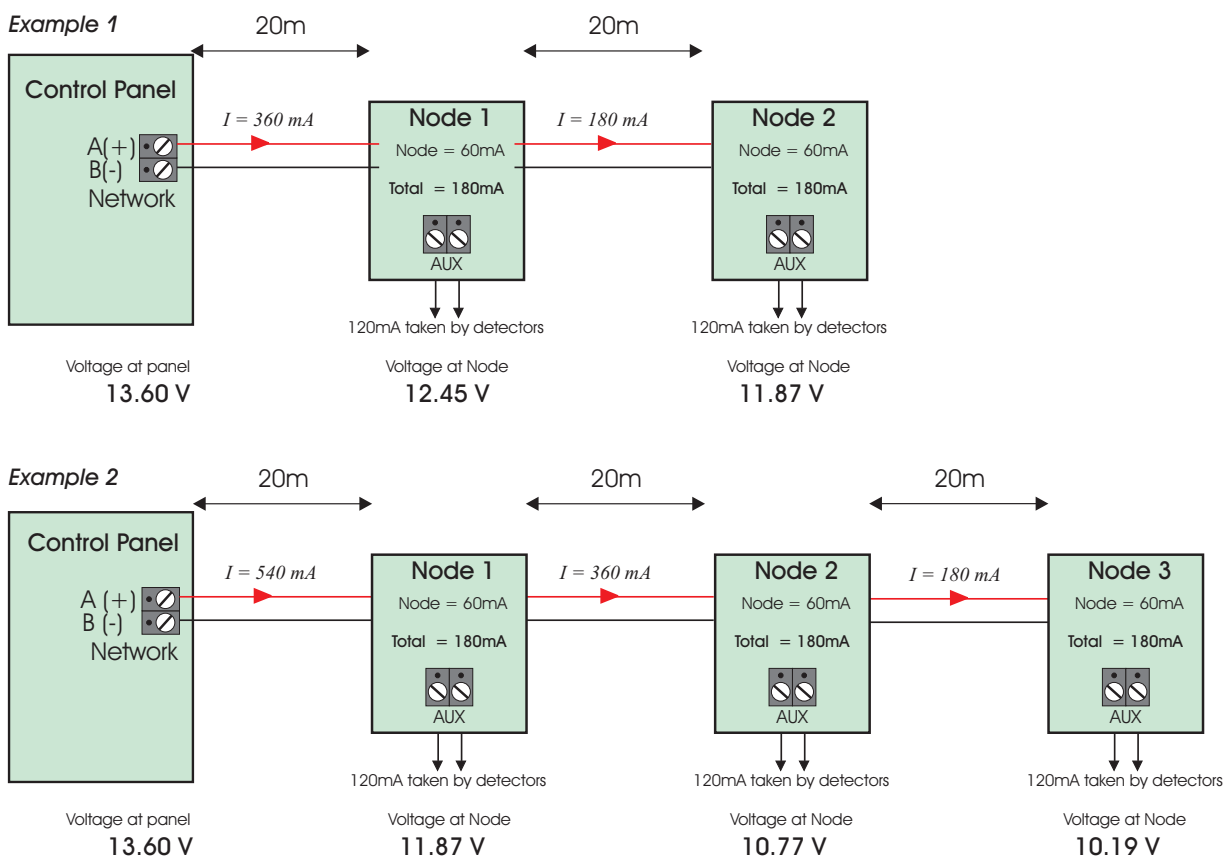 Example 1
20m
20m
Control Panel
I = 360 mA
Node 1
I = 180 mA
Node 2
A(+)
B(-)
Network
Node = 60mA
Node = 60mA
Total = 180mA
Total = 180mA
AUX
AUX
120mA taken by detectors
120mA taken by detectors
Voltage at panel
13.60 V
Voltage at Node
12.45 V
Voltage at Node
11.87 V
Example 2
20m
20m
20m
Control Panel
I = 540 mA
Node 1
I = 360 mA
Node 2
I = 180 mA
Node 3
A (+)
B (-)
Network
Node = 60mA
Node = 60mA
Node = 60mA
Total = 180mA
Total = 180mA
Total = 180mA
AUX
AUX
AUX
120mA taken by detectors
120mA taken by detectors
120mA taken by detectors
Voltage at panel
13.60 V
Voltage at Node
11.87 V
Voltage at Node
10.77 V
Voltage at Node
10.19 V